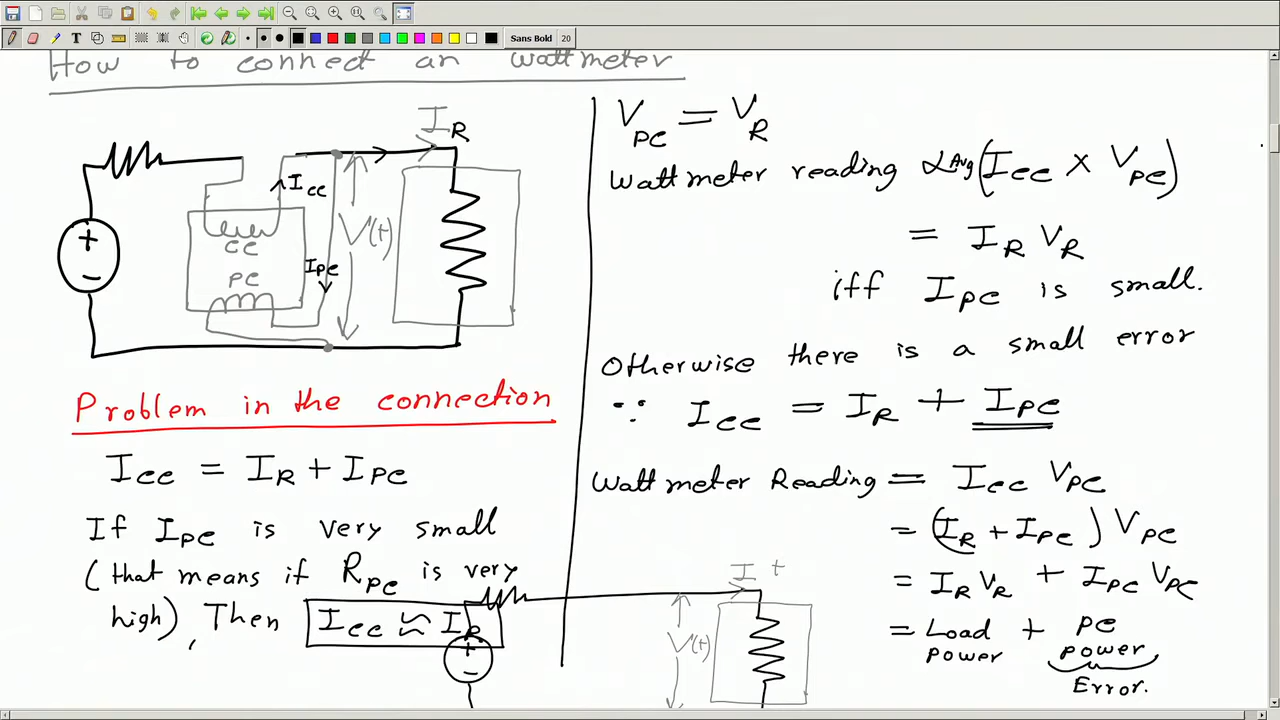 Sans Bold 20
How to connect an wattmeter
I_R
I_cc
cc
pc
I_pc
V(t)
Problem in the connection
I_cc = I_R + I_pc
If I_pc is very small
(that means if R_pc is very
high), Then I_cc ≈ I_R
V_pc = V_R
Wattmeter reading α Avg (I_cc × V_pc)
= I_R V_R
iff I_pc is small.
Otherwise there is a small error
∵ I_cc = I_R + I_pc
Wattmeter Reading = I_cc V_pc
= (I_R + I_pc) V_pc
= I_R V_R + I_pc V_pc
= Load power + pc power
Error.
I t
V(t)